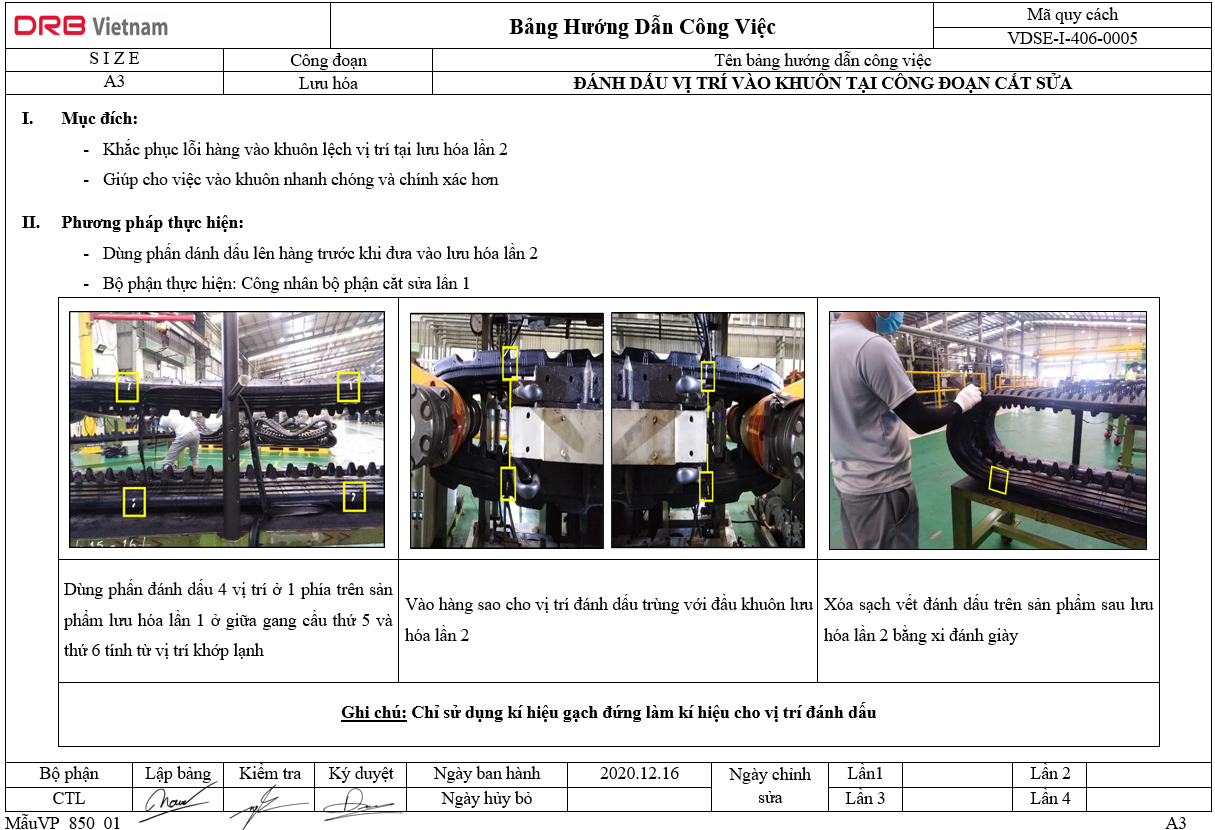 DRB Vietnam
Bảng Hướng Dẫn Công Việc
Mã quy cách
VDSE-I-406-0005
S I Z E
Công đoạn
Tên bảng hướng dẫn công việc
A3
Lưu hóa
ĐÁNH DẤU VỊ TRÍ VÀO KHUÔN TẠI CÔNG ĐOẠN CẮT SỬA
I. Mục đích:
- Khắc phục lỗi hàng vào khuôn lệch vị trí tại lưu hóa lần 2
- Giúp cho việc vào khuôn nhanh chóng và chính xác hơn
II. Phương pháp thực hiện:
- Dùng phấn dánh dấu lên hàng trước khi đưa vào lưu hóa lần 2
- Bộ phận thực hiện: Công nhân bộ phận cắt sửa lần 1
Dùng phấn đánh dấu 4 vị trí ở 1 phía trên sản
phẩm lưu hóa lần 1 ở giữa gang cầu thứ 5 và
thứ 6 tính từ vị trí khớp lạnh
Vào hàng sao cho vị trí đánh dấu trùng với đầu khuôn lưu
hóa lần 2
Xóa sạch vết đánh dấu trên sản phẩm sau lưu
hóa lần 2 bằng xi đánh giày
Ghi chú: Chỉ sử dụng kí hiệu gạch đứng làm kí hiệu cho vị trí đánh dấu
Bộ phận
Lập bảng
Kiểm tra
Ký duyệt
Ngày ban hành
2020.12.16
Ngày chỉnh
sửa
Lần1
Lần 2
CTL
Ngày hủy bỏ
Lần 3
Lần 4
MẫuVP_850_01
A3